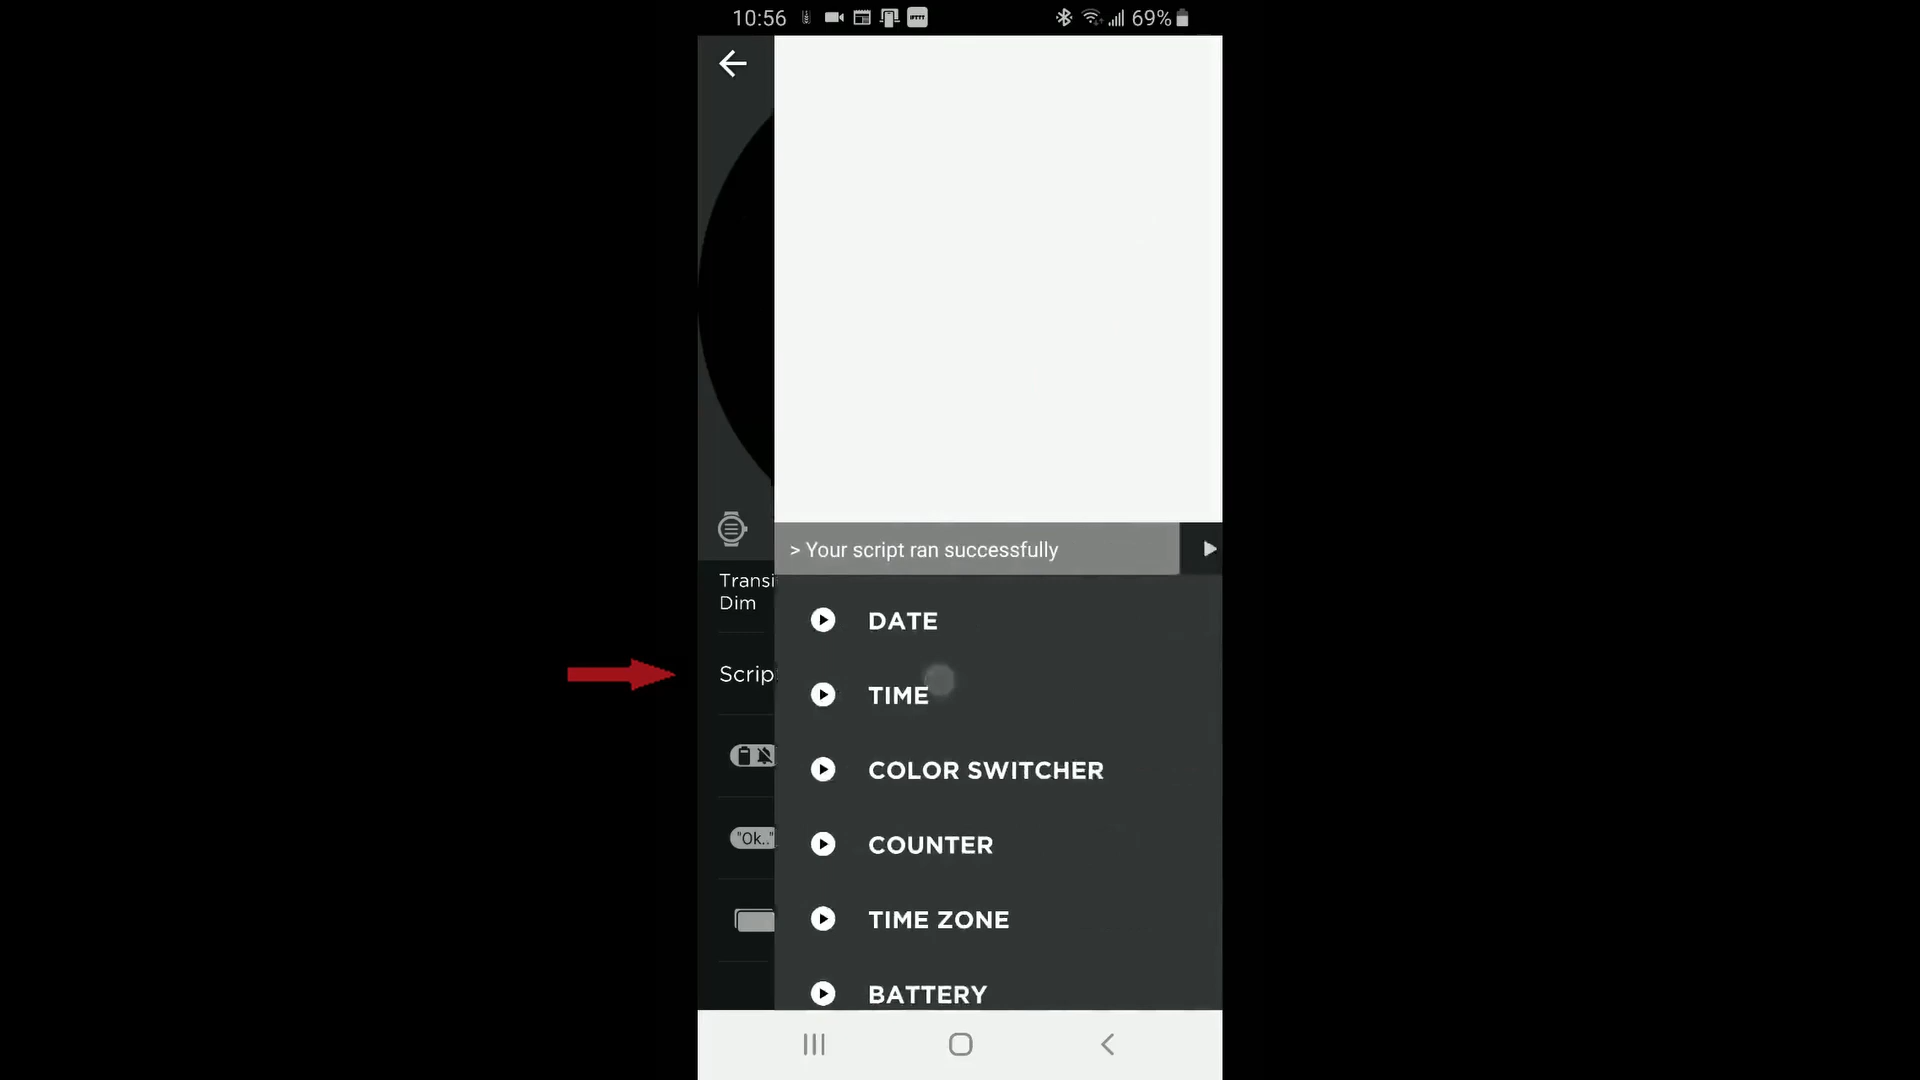 10:56
69%
> Your script ran successfully
Transi
Dim
DATE
Scrip
TIME
COLOR SWITCHER
"Ok.."
COUNTER
TIME ZONE
BATTERY